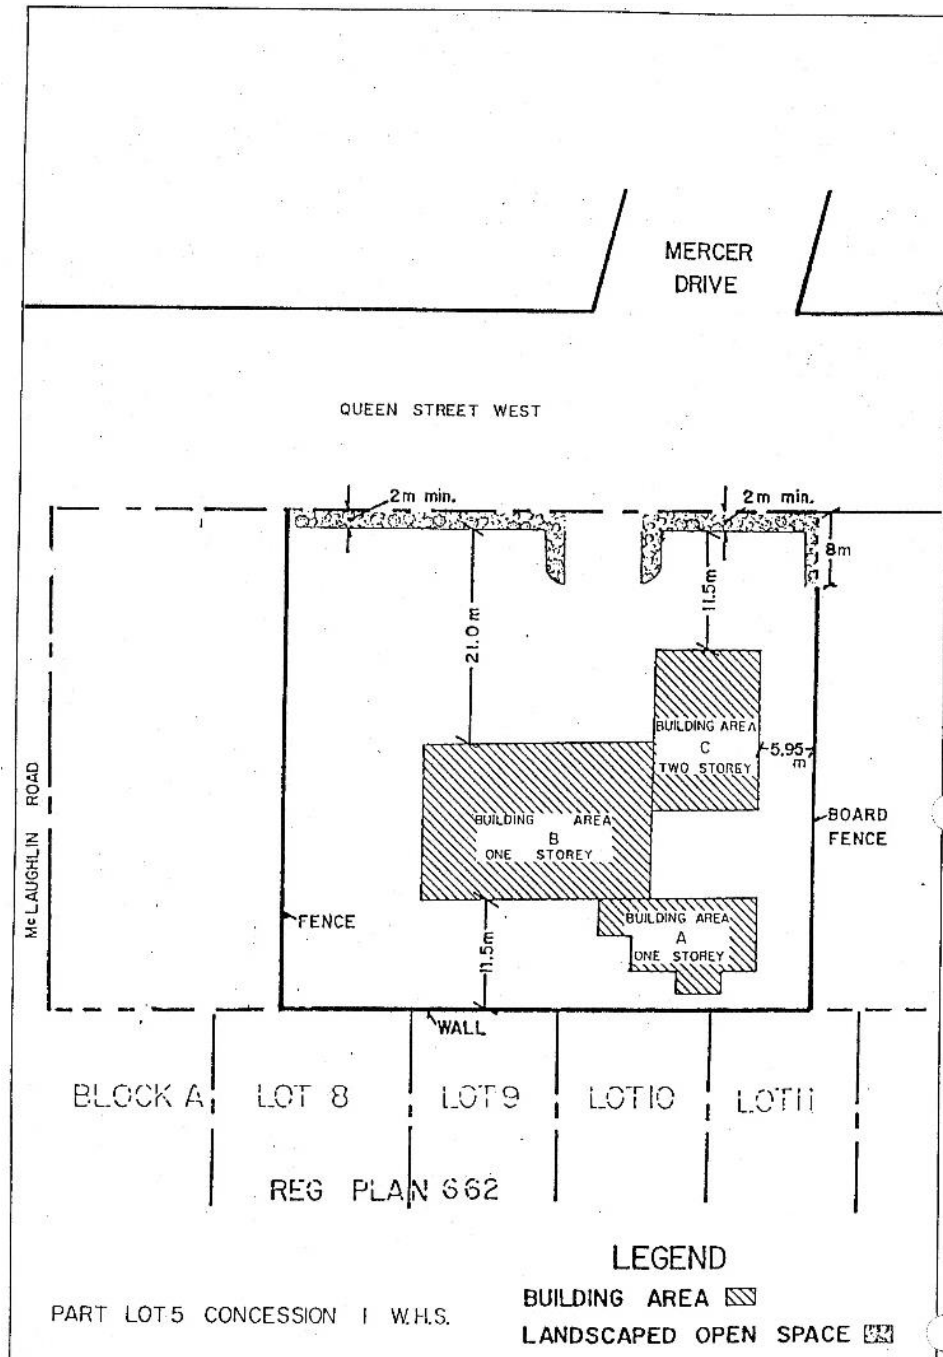 MERCER
DRIVE
QUEEN STREET WEST
2m min.
2m min.
8m
11.5m
21.0 m
BUILDING AREA
C
TWO STOREY
5.95
m
McLAUGHLIN ROAD
BUILDING AREA
B
ONE STOREY
BOARD
FENCE
FENCE
BUILDING AREA
A
ONE STOREY
11.5m
WALL
BLOCK A
LOT 8
LOT 9
LOT 10
LOT 11
REG PLAN 662
LEGEND
BUILDING AREA
LANDSCAPED OPEN SPACE
PART LOT 5 CONCESSION 1 W.H.S.